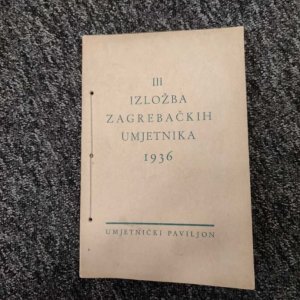 III
IZLOŽBA
ZAGREBAČKIH
UMJETNIKA
1936
UMJETNIČKI PAVILJON